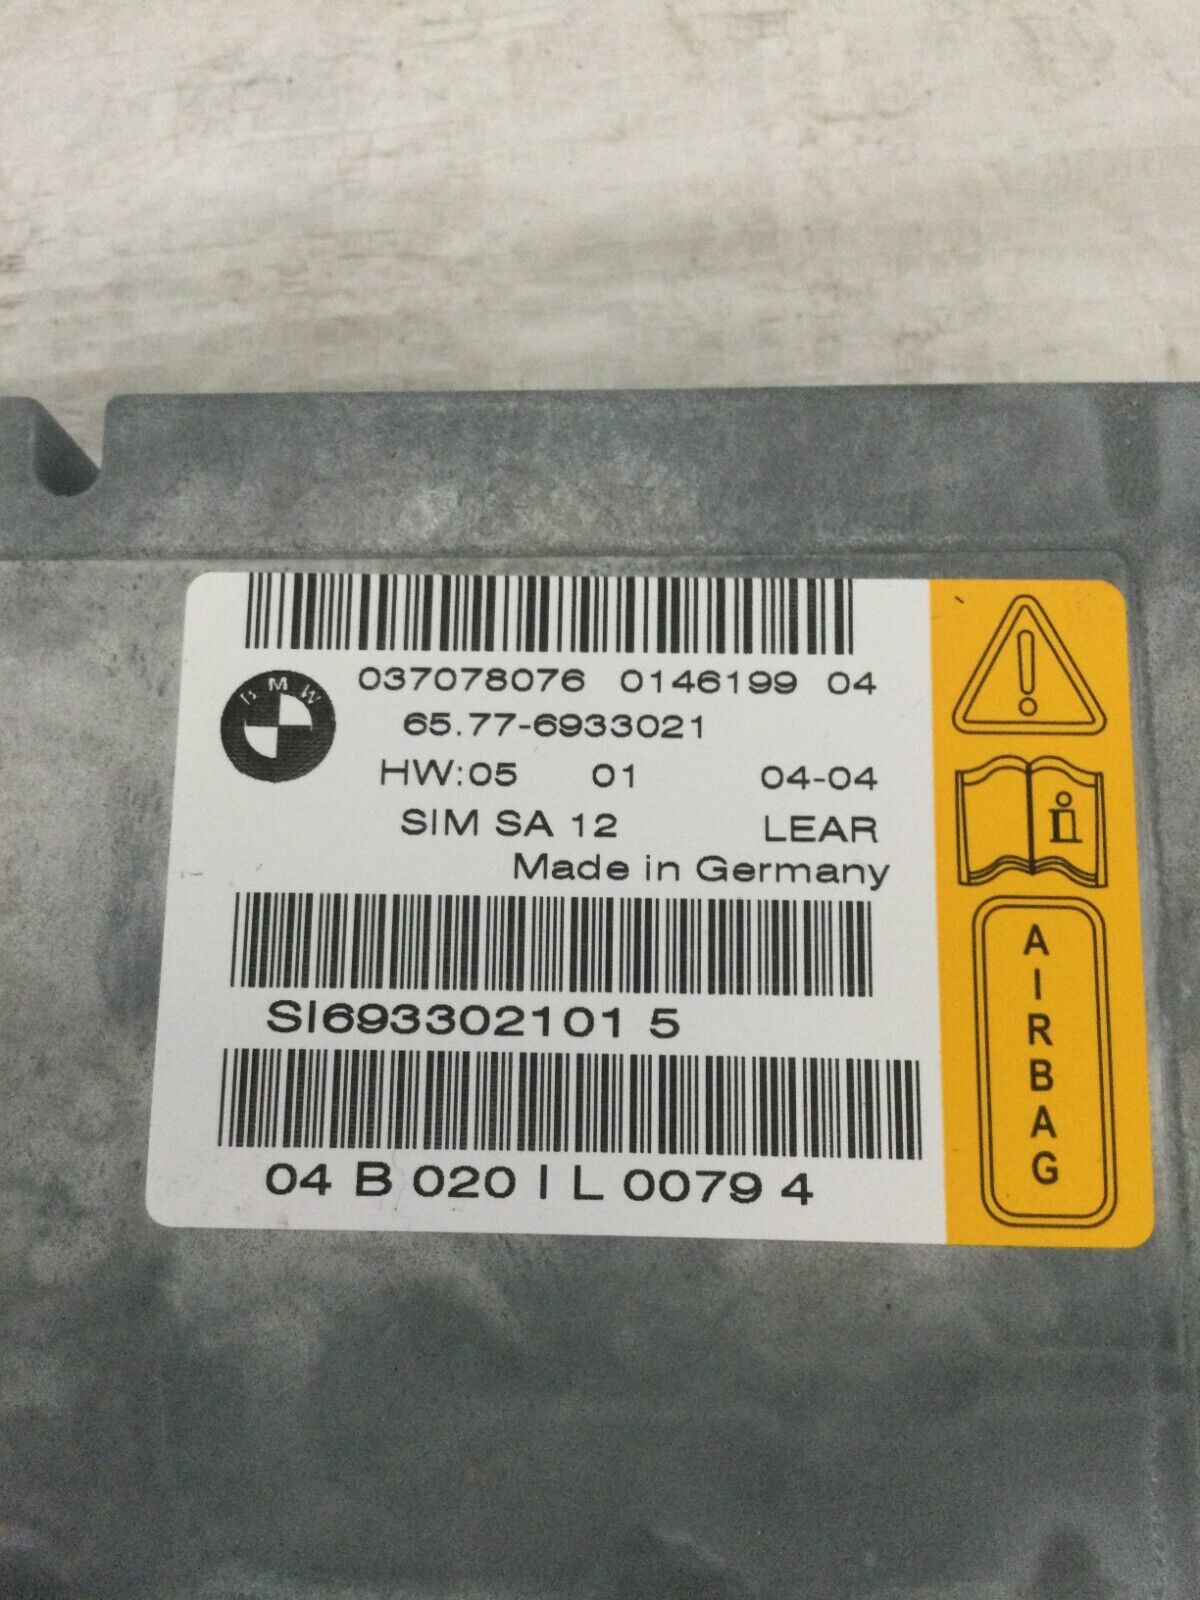 037078076 0146199 04
BMW
65.77-6933021
HW:05 01 04-04
SIM SA 12 LEAR
Made in Germany
SI693302101 5
04 B 020 I L 0079 4
i
AIRBAG